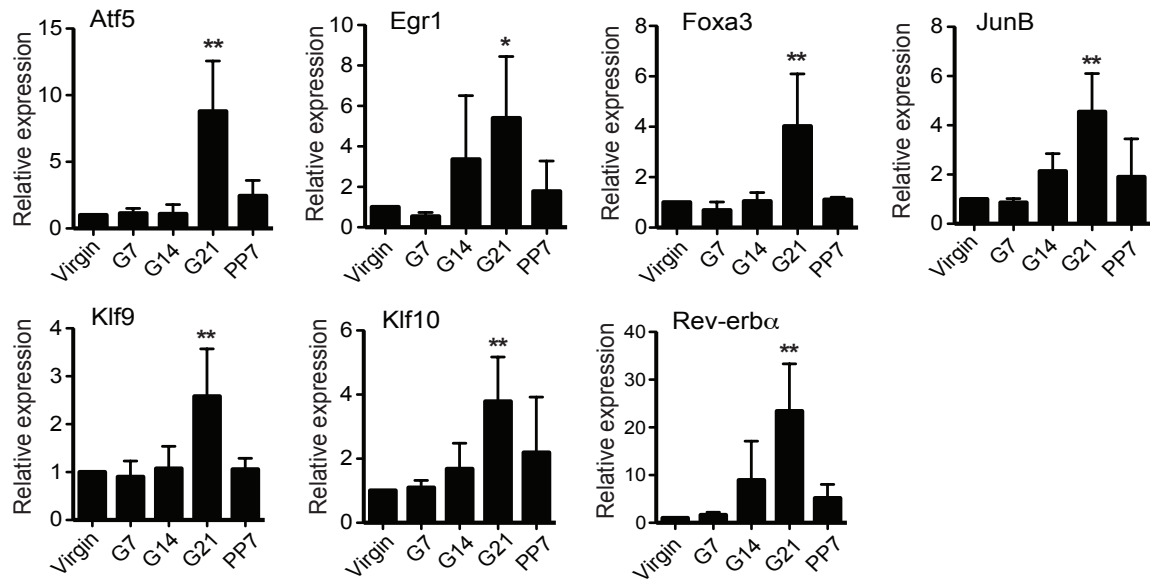 Atf5
Relative expression
15
10
5
0
**
Virgin
G7
G14
G21
PP7
Egr1
Relative expression
10
8
6
4
2
0
*
Virgin
G7
G14
G21
PP7
Foxa3
Relative expression
8
6
4
2
0
**
Virgin
G7
G14
G21
PP7
JunB
Relative expression
8
6
4
2
0
**
Virgin
G7
G14
G21
PP7
Klf9
Relative expression
4
3
2
1
0
**
Virgin
G7
G14
G21
PP7
Klf10
Relative expression
6
4
2
0
**
Virgin
G7
G14
G21
PP7
Rev-erbα
Relative expression
40
30
20
10
0
**
Virgin
G7
G14
G21
PP7